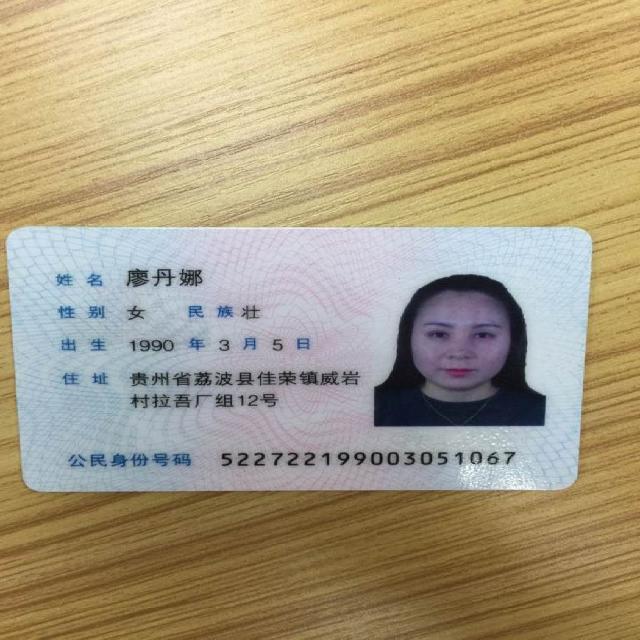 姓名 廖丹娜
性别 女 民族 壮
出生 1990 年 3 月 5 日
住址 贵州省荔波县佳荣镇威岩
村拉吾厂组12号
公民身份号码 522722199003051067